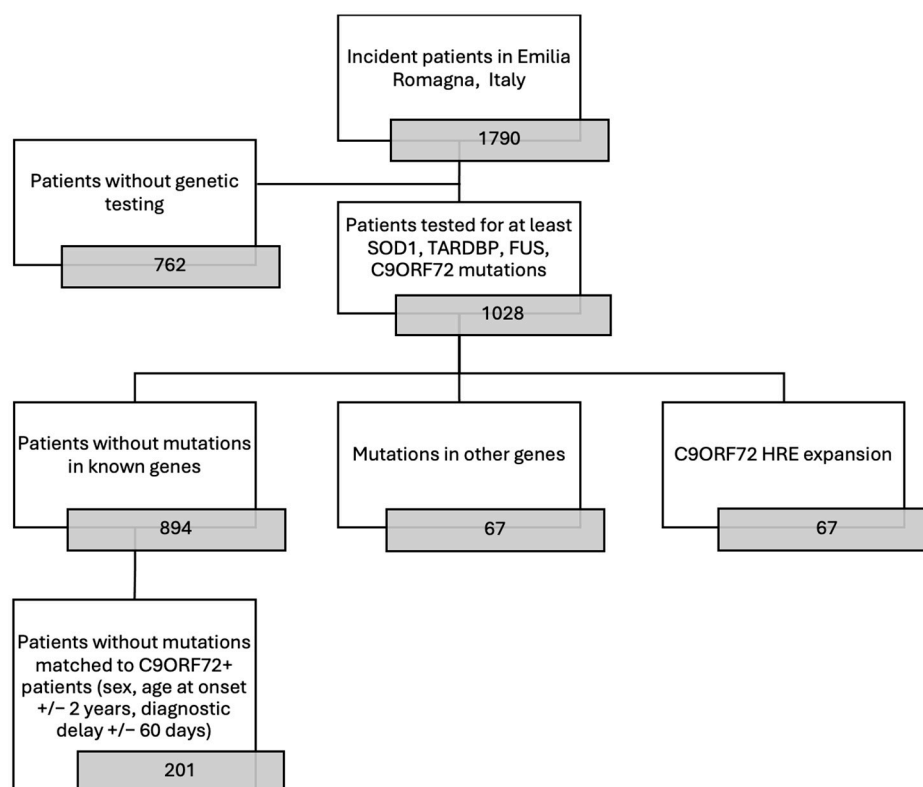 Incident patients in Emilia
Romagna,  Italy
1790
Patients without genetic
testing
762
Patients tested for at least
SOD1, TARDBP, FUS,
C9ORF72 mutations
1028
Patients without mutations
in known genes
894
Mutations in other genes
67
C9ORF72 HRE expansion
67
Patients without mutations
matched to C9ORF72+
patients (sex, age at onset
+/− 2 years, diagnostic
delay +/− 60 days)
201